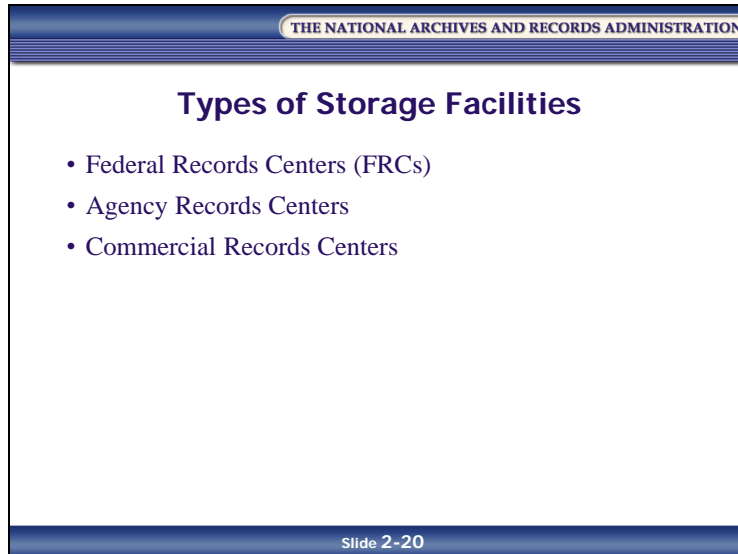 THE NATIONAL ARCHIVES AND RECORDS ADMINISTRATION
Types of Storage Facilities
• Federal Records Centers (FRCs)
• Agency Records Centers
• Commercial Records Centers
Slide 2-20